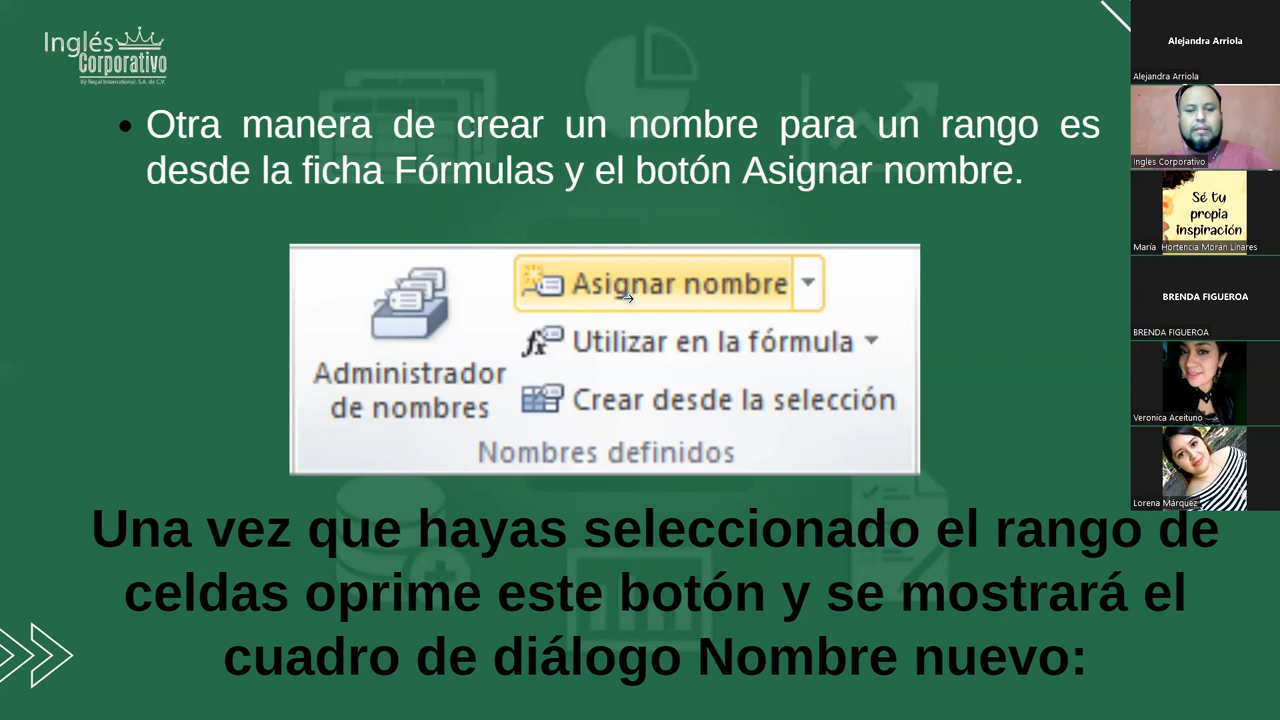 Inglés
Corporativo
By Regal International, S.A. de C.V.
• Otra manera de crear un nombre para un rango es
desde la ficha Fórmulas y el botón Asignar nombre.
Administrador
de nombres
Asignar nombre
Utilizar en la fórmula
Crear desde la selección
Nombres definidos
Una vez que hayas seleccionado el rango de
celdas oprime este botón y se mostrará el
cuadro de diálogo Nombre nuevo:
Alejandra Arriola
Alejandra Arriola
Ingles Corporativo
Sé tu
propia
inspiración
María Hortencia Morán Linares
BRENDA FIGUEROA
BRENDA FIGUEROA
Veronica Aceituno
Lorena Márquez